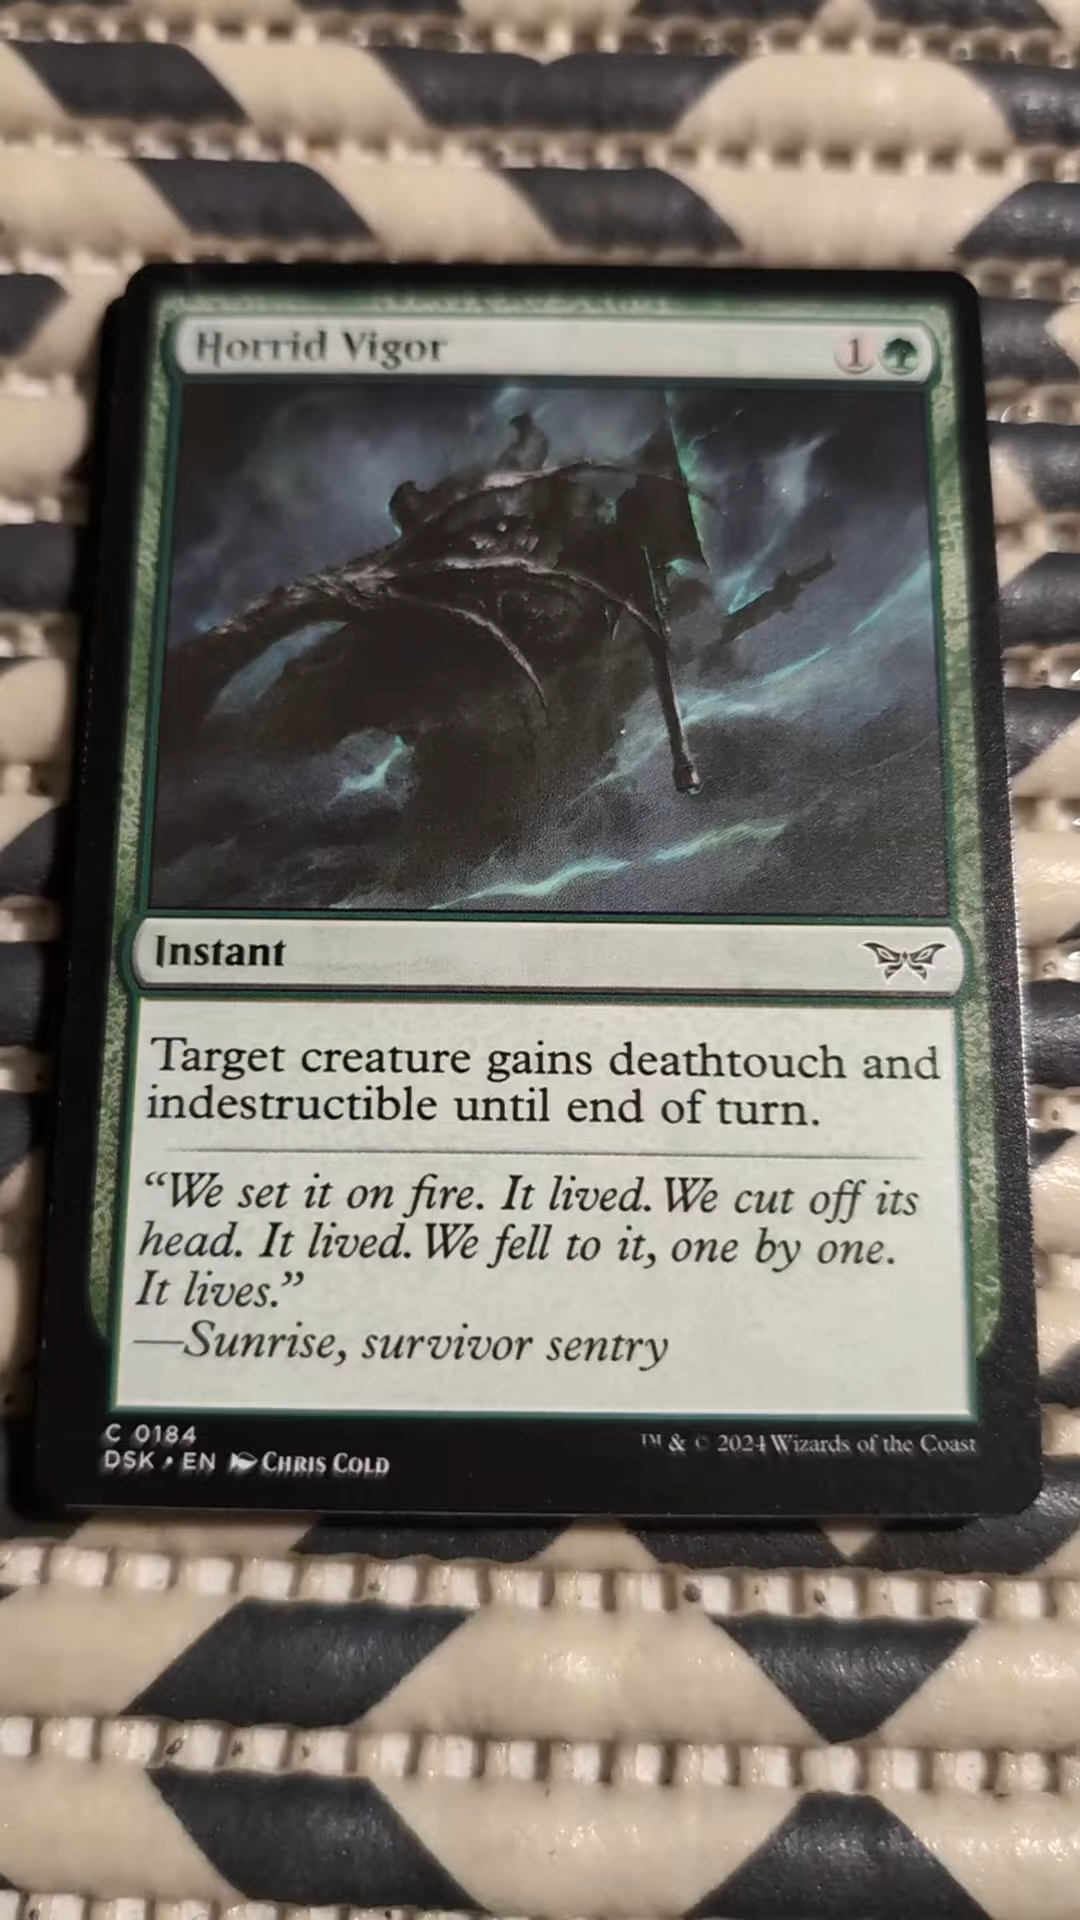 Horrid Vigor 1
Instant
Target creature gains deathtouch and
indestructible until end of turn.
“We set it on fire. It lived. We cut off its
head. It lived. We fell to it, one by one.
It lives.”
—Sunrise, survivor sentry
C 0184
DSK • EN CHRIS COLD
™ & © 2024 Wizards of the Coast